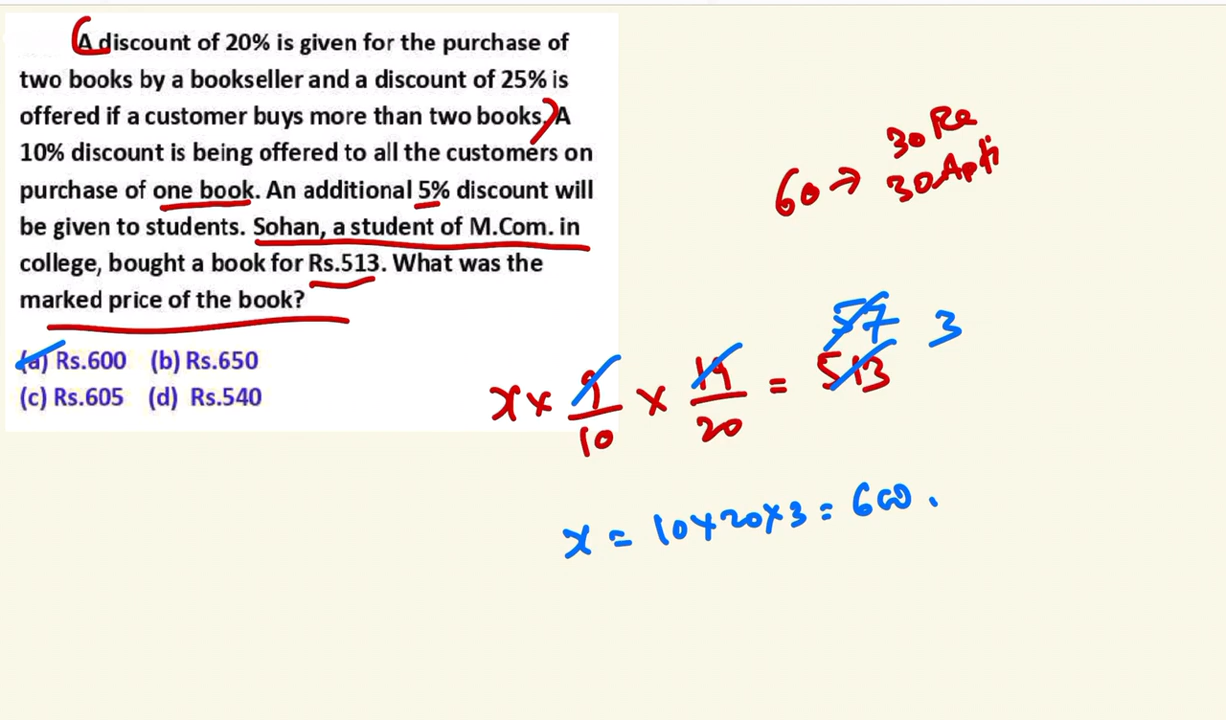 A discount of 20% is given for the purchase of
two books by a bookseller and a discount of 25% is
offered if a customer buys more than two books. A
10% discount is being offered to all the customers on
purchase of one book. An additional 5% discount will
be given to students. Sohan, a student of M.Com. in
college, bought a book for Rs.513. What was the
marked price of the book?
(a) Rs.600 (b) Rs.650
(c) Rs.605 (d) Rs.540
60 → 30 Re
30 Apti
57 3
x × 9/10 × 19/20 = 513
x = 10 × 20 × 3 = 600.